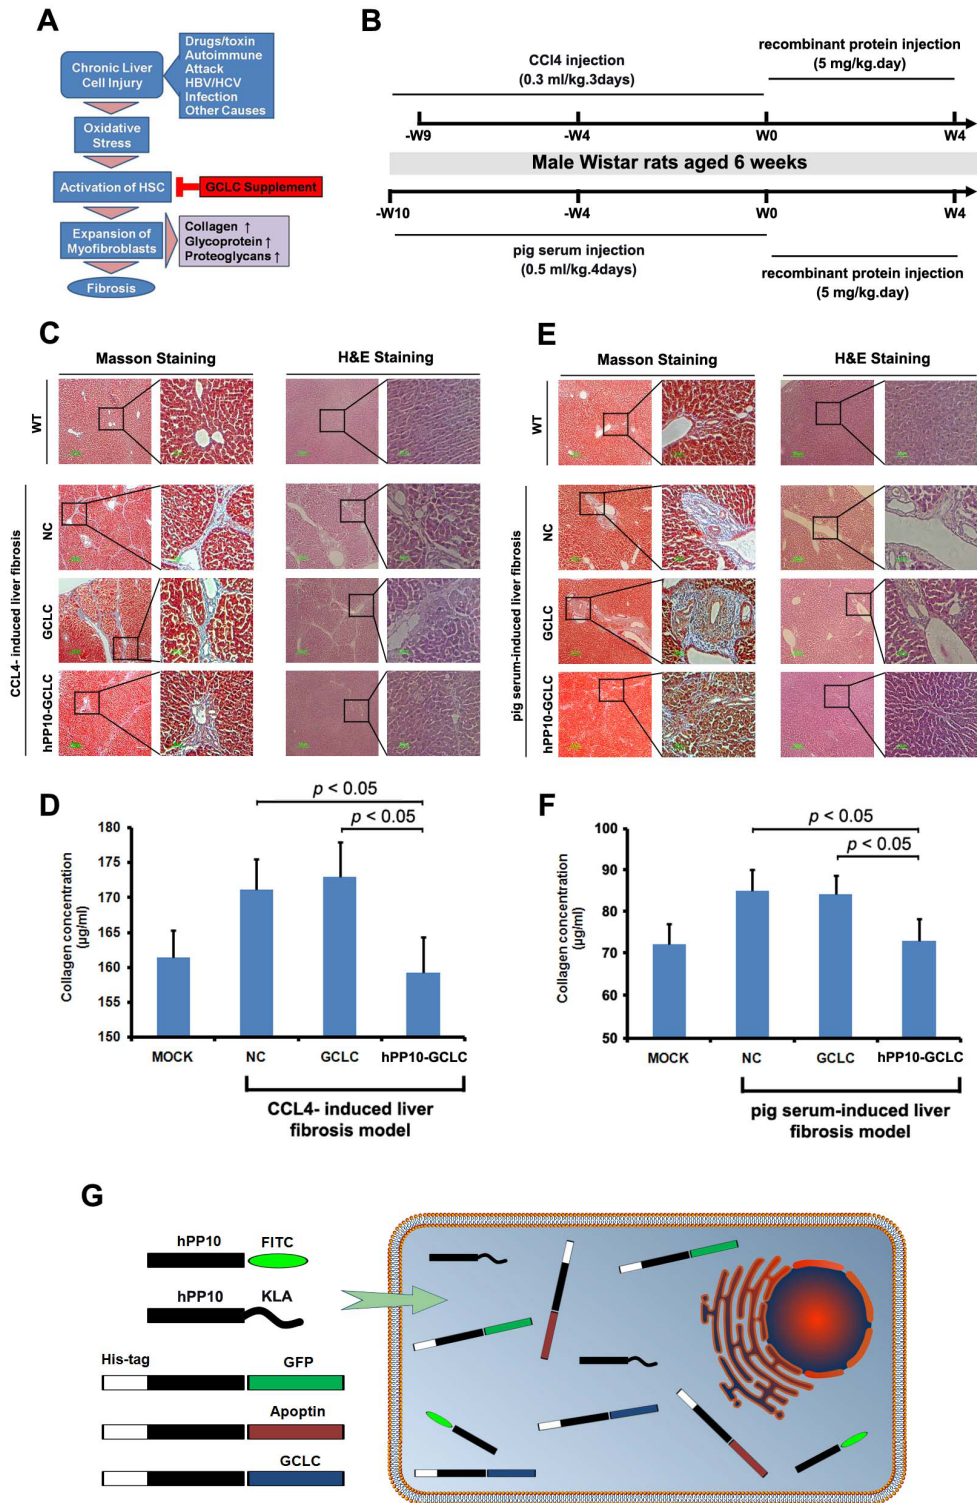 A
Chronic Liver
Cell Injury
Drugs/toxin
Autoimmune
Attack
HBV/HCV
Infection
Other Causes
Oxidative
Stress
Activation of HSC
GCLC Supplement
Expansion of
Myofibroblasts
Collagen ↑
Glycoprotein ↑
Proteoglycans ↑
Fibrosis
B
CCl4 injection
(0.3 ml/kg.3days)
recombinant protein injection
(5 mg/kg.day)
-W9
-W4
W0
W4
Male Wistar rats aged 6 weeks
-W10
-W4
W0
W4
pig serum injection
(0.5 ml/kg.4days)
recombinant protein injection
(5 mg/kg.day)
C
Masson Staining
H&E Staining
WT
CCL4- induced liver fibrosis
NC
GCLC
hPP10-GCLC
E
Masson Staining
H&E Staining
WT
pig serum-induced liver fibrosis
NC
GCLC
hPP10-GCLC
D
p < 0.05
p < 0.05
Collagen concentration
(μg/ml)
180
170
165
160
155
150
MOCK
NC
GCLC
hPP10-GCLC
CCL4- induced liver
fibrosis model
F
p < 0.05
p < 0.05
Collagen concentration
(μg/ml)
100
90
80
70
60
50
MOCK
NC
GCLC
hPP10-GCLC
pig serum-induced liver
fibrosis model
G
hPP10
FITC
hPP10
KLA
His-tag
GFP
Apoptin
GCLC